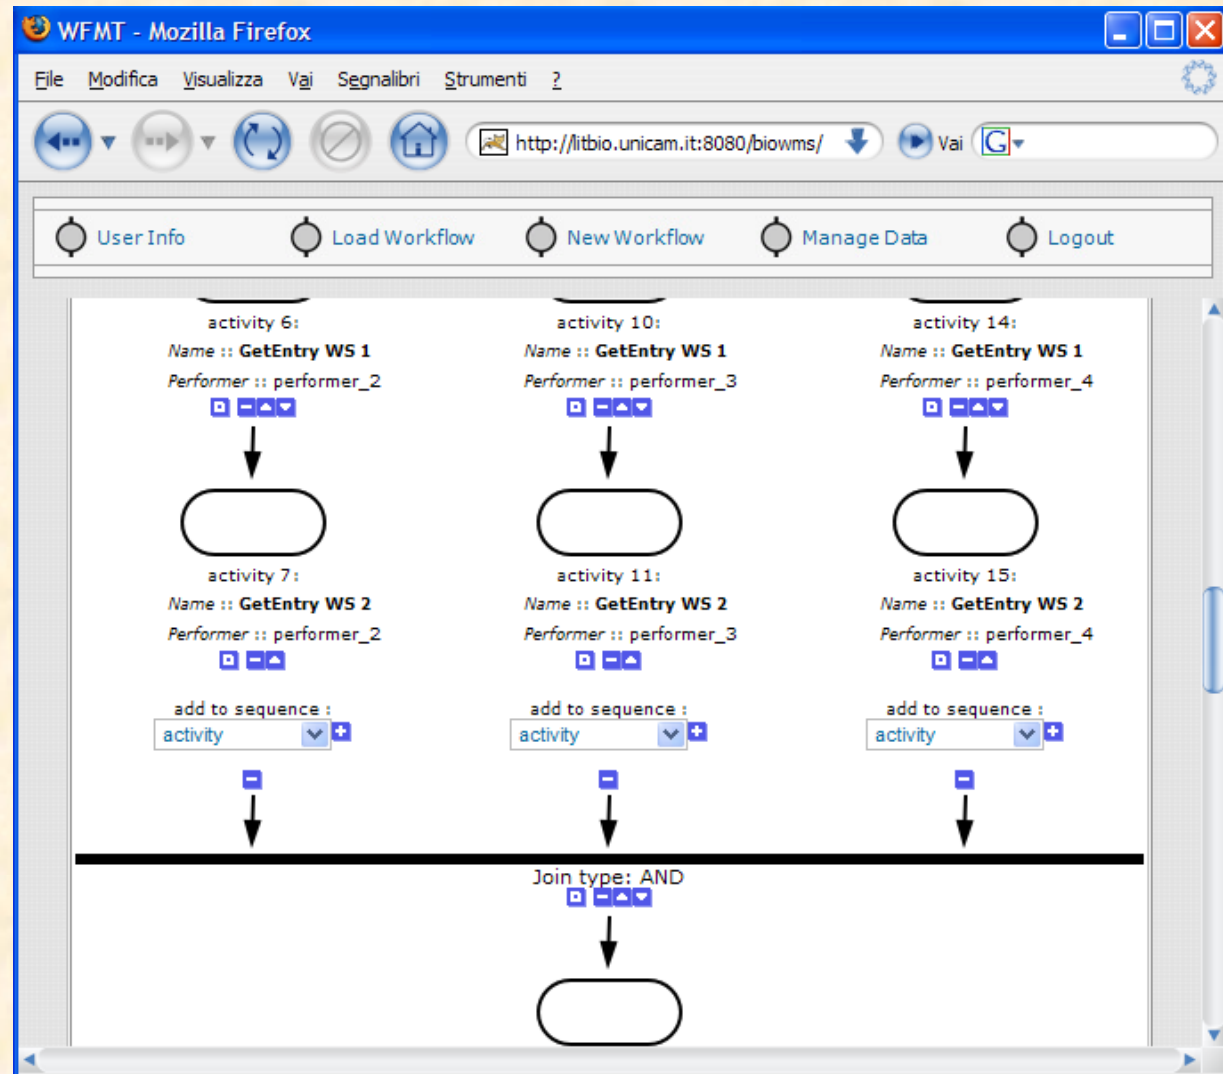 WFMT - Mozilla Firefox
File Modifica Visualizza Vai Segnalibri Strumenti ?
http://litbio.unicam.it:8080/biowms/ Vai G
User Info Load Workflow New Workflow Manage Data Logout
activity 6: activity 10: activity 14:
Name :: GetEntry WS 1 Name :: GetEntry WS 1 Name :: GetEntry WS 1
Performer :: performer_2 Performer :: performer_3 Performer :: performer_4
activity 7: activity 11: activity 15:
Name :: GetEntry WS 2 Name :: GetEntry WS 2 Name :: GetEntry WS 2
Performer :: performer_2 Performer :: performer_3 Performer :: performer_4
add to sequence : add to sequence : add to sequence :
activity activity activity
Join type: AND